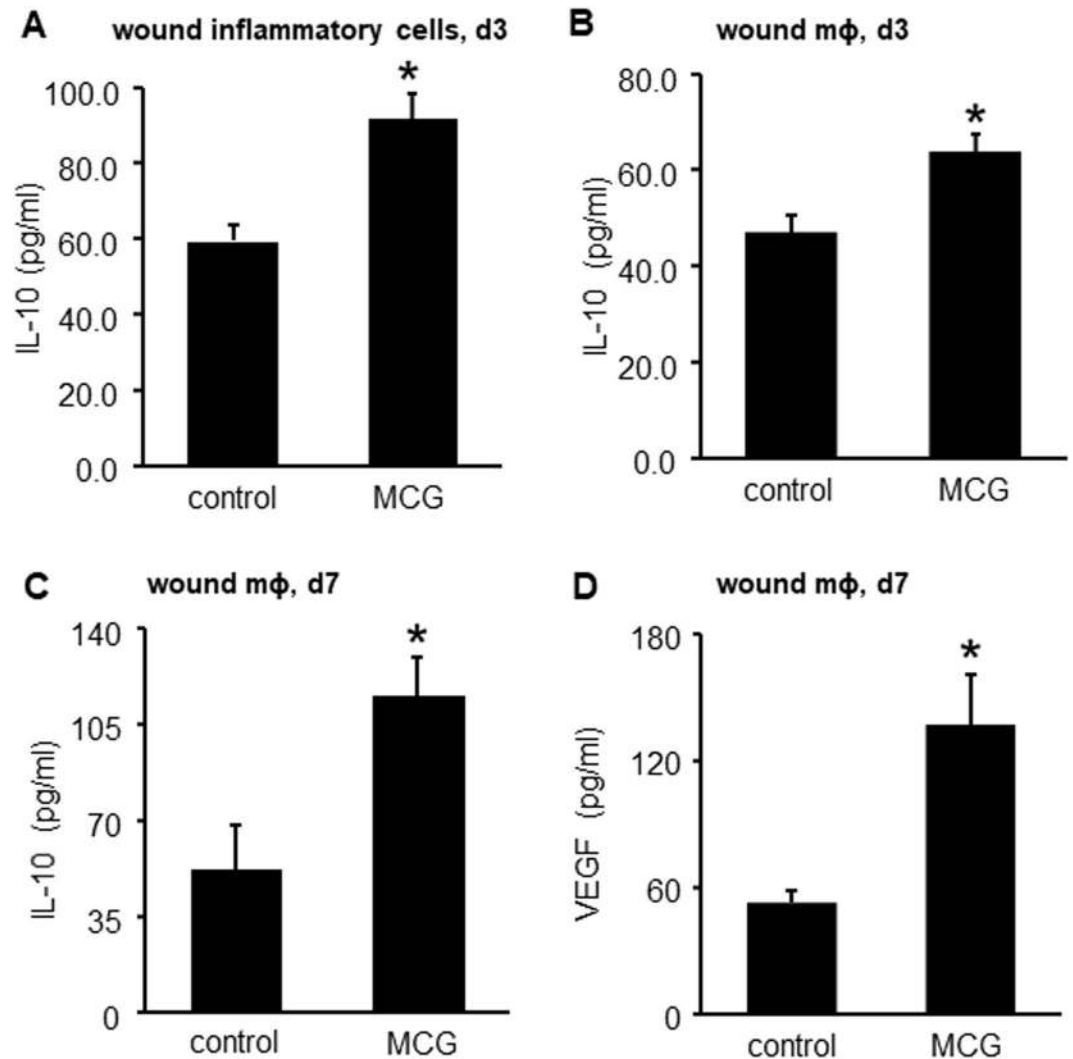 A wound inflammatory cells, d3
*
100.0
80.0
60.0
40.0
20.0
0.0
IL-10 (pg/ml)
control MCG
B wound mϕ, d3
*
80.0
60.0
40.0
20.0
0.0
IL-10 (pg/ml)
control MCG
C wound mϕ, d7
*
140
105
70
35
0
IL-10 (pg/ml)
control MCG
D wound mϕ, d7
*
180
120
60
0
VEGF (pg/ml)
control MCG